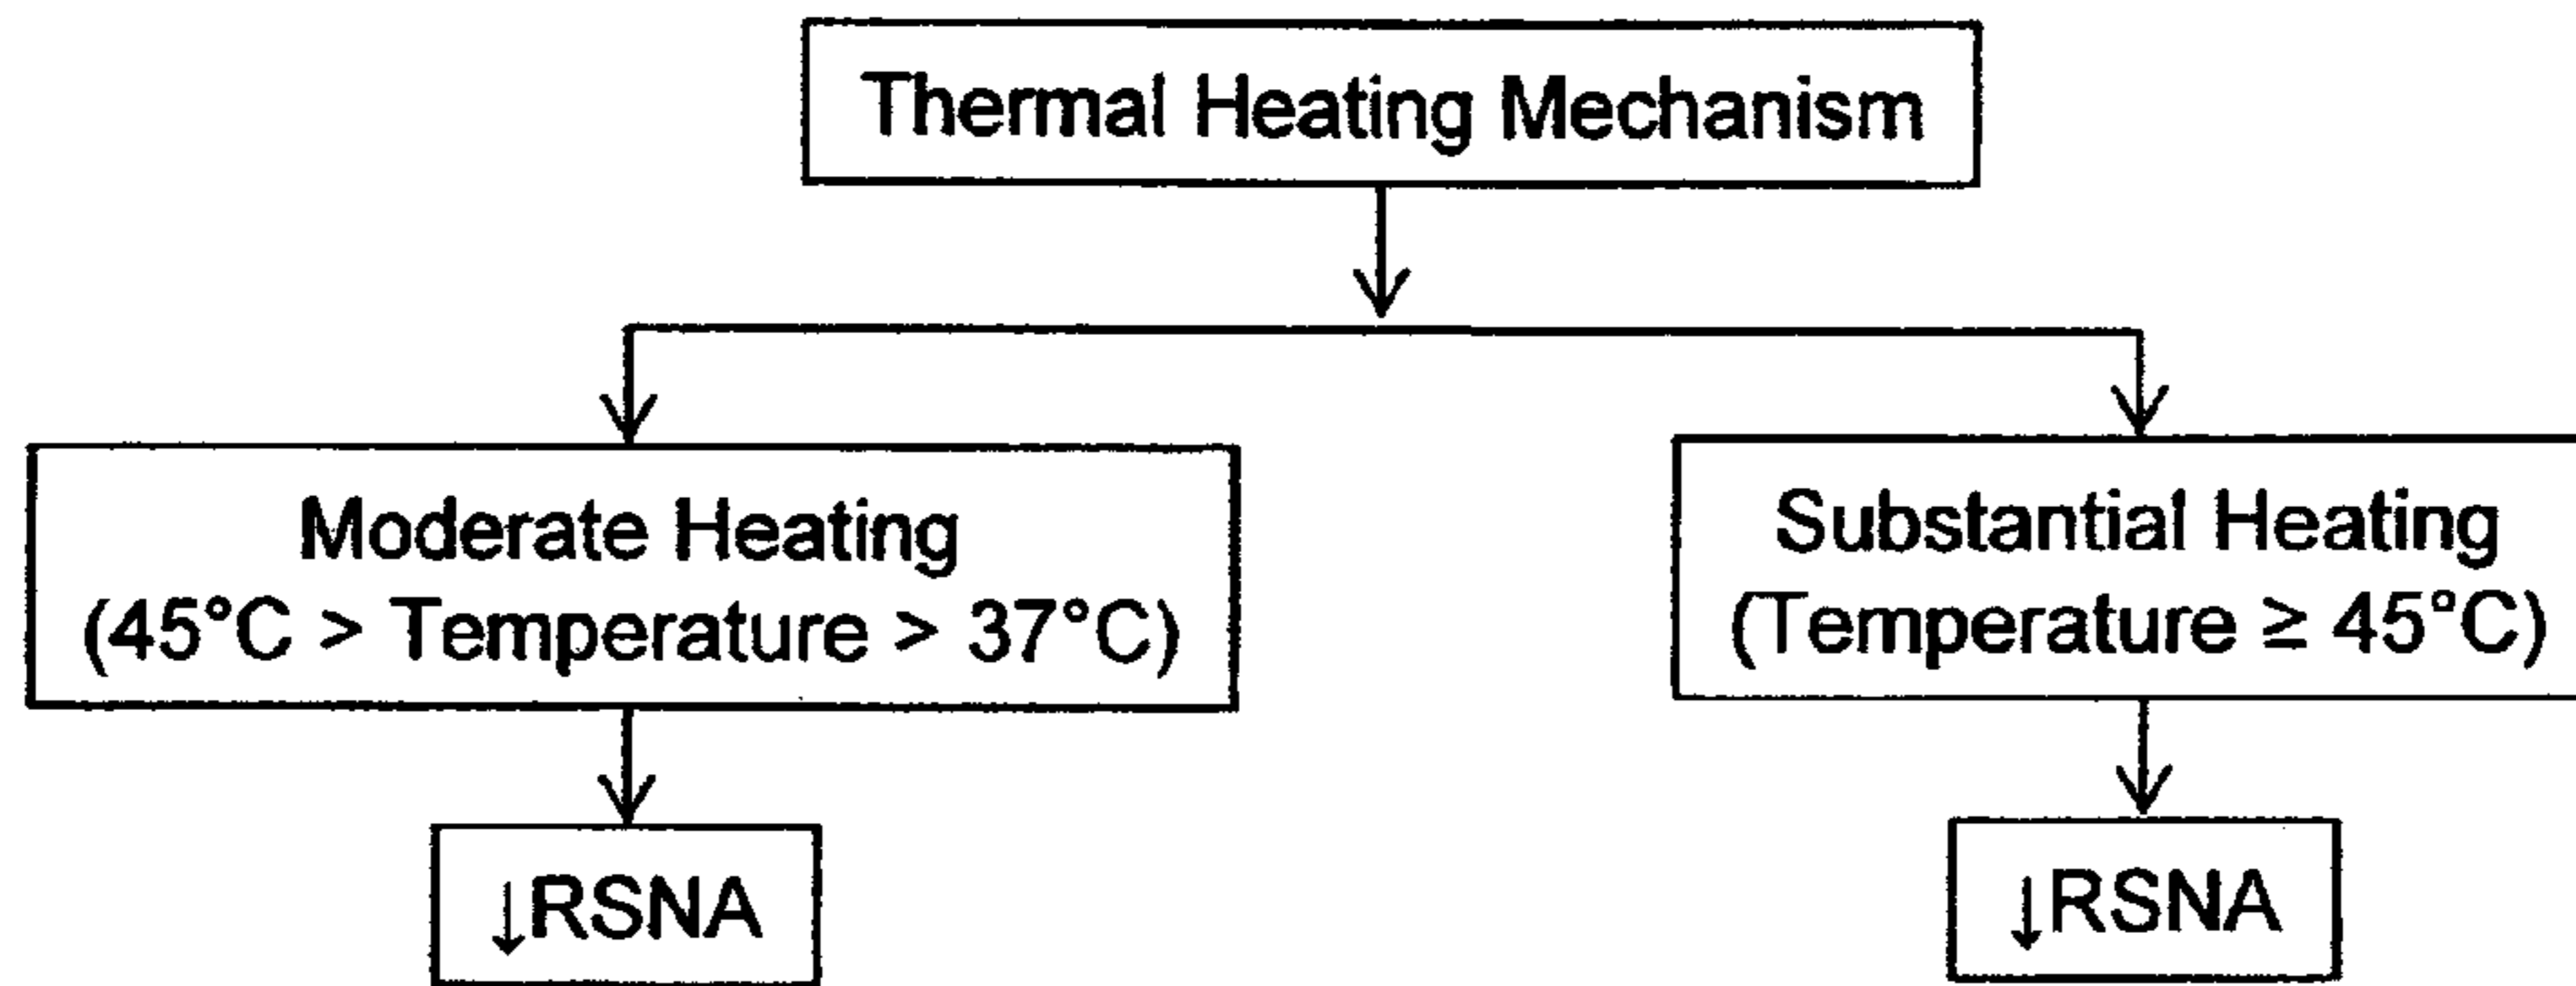 Thermal Heating Mechanism
Moderate Heating
(45°C > Temperature > 37°C)
Substantial Heating
(Temperature ≥ 45°C)
↓RSNA
↓RSNA